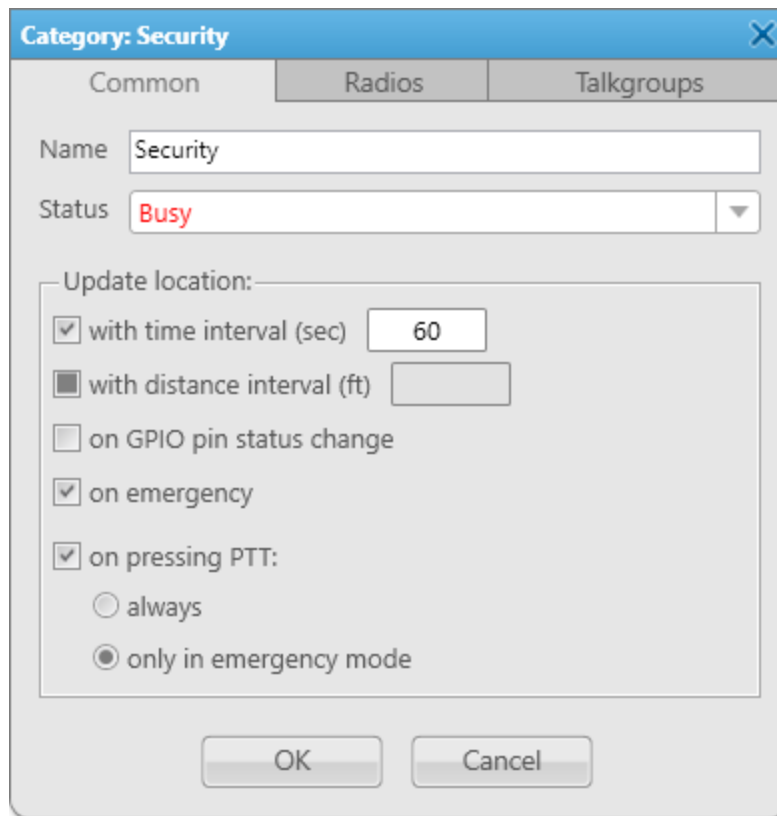 Category: Security
Common Radios Talkgroups
Name Security
Status Busy
Update location:
with time interval (sec) 60
with distance interval (ft)
on GPIO pin status change
on emergency
on pressing PTT:
always
only in emergency mode
OK Cancel